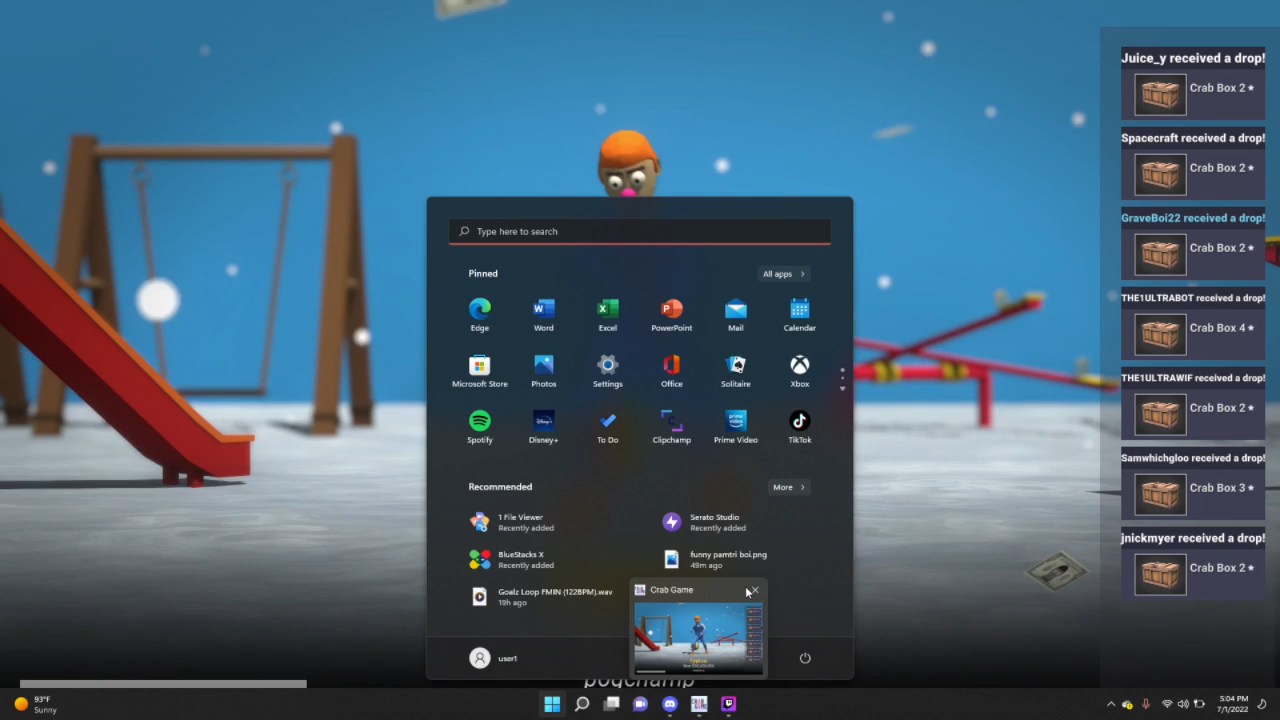 Juice_y received a drop!
Crab Box 2★
Spacecraft received a drop!
Crab Box 2★
GraveBoi22 received a drop!
Crab Box 2★
THE1ULTRABOT received a drop!
Crab Box 4★
THE1ULTRAWIF received a drop!
Crab Box 2★
Samwhichgloo received a drop!
Crab Box 3★
jnickmyer received a drop!
Crab Box 2★
Type here to search
Pinned
All apps
Edge
Word
Excel
PowerPoint
Mail
Calendar
Microsoft Store
Photos
Settings
Office
Solitaire
Xbox
Spotify
Disney+
To Do
Clipchamp
Prime Video
TikTok
Recommended
More
1 File Viewer
Recently added
Serato Studio
Recently added
BlueStacks X
Recently added
funny pamtri boi.png
49m ago
Goalz Loop FMIN (122BPM).wav
19h ago
Crab Game
user1
pogchamp
93°F
Sunny
5:04 PM
7/1/2022